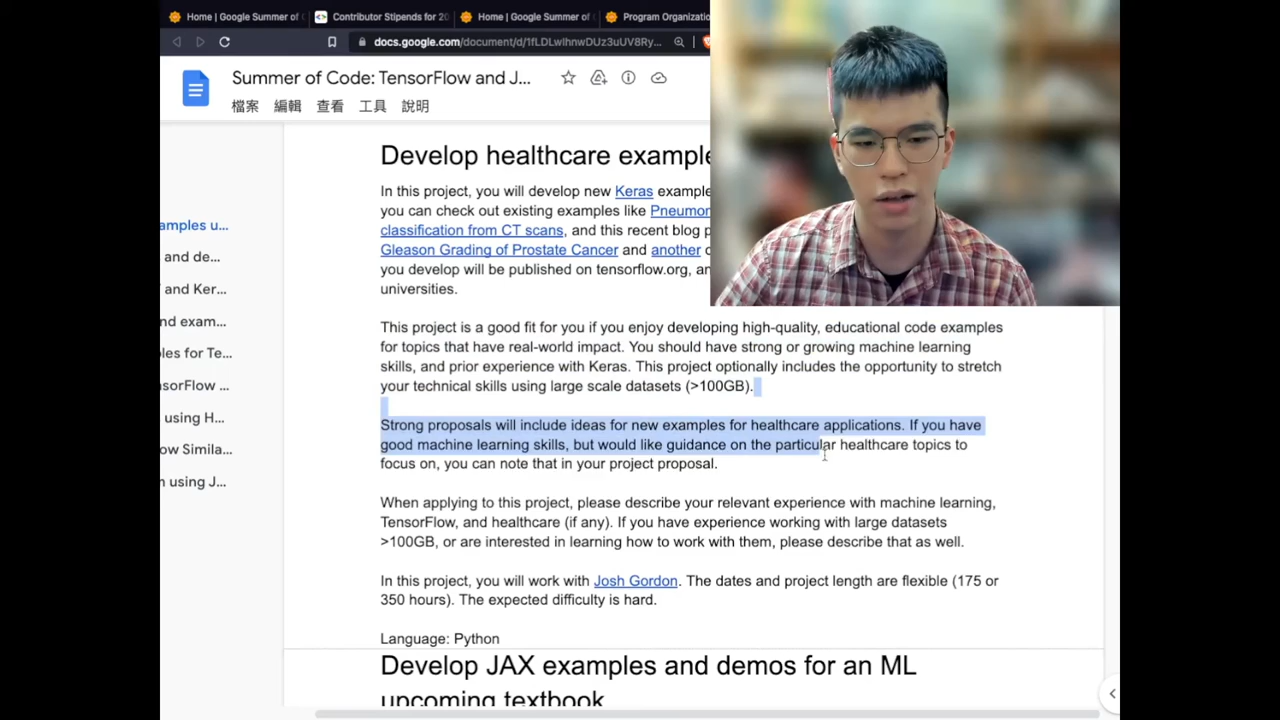 Home | Google Summer of
Contributor Stipends for 20
Home | Google Summer of
Program Organizatio
docs.google.com/document/d/1fLDLwIhnwDUz3uUV8Ry...
Summer of Code: TensorFlow and J...
檔案 編輯 查看 工具 說明
amples u...
and de...
and Ker...
nd exam...
les for Te...
orFlow ...
using H...
ow Simila...
n using J...
Develop healthcare example
In this project, you will develop new Keras example
you can check out existing examples like Pneumon
classification from CT scans, and this recent blog p
Gleason Grading of Prostate Cancer and another
you develop will be published on tensorflow.org, an
universities.
This project is a good fit for you if you enjoy developing high-quality, educational code examples
for topics that have real-world impact. You should have strong or growing machine learning
skills, and prior experience with Keras. This project optionally includes the opportunity to stretch
your technical skills using large scale datasets (>100GB).
Strong proposals will include ideas for new examples for healthcare applications. If you have
good machine learning skills, but would like guidance on the particular healthcare topics to
focus on, you can note that in your project proposal.
When applying to this project, please describe your relevant experience with machine learning,
TensorFlow, and healthcare (if any). If you have experience working with large datasets
>100GB, or are interested in learning how to work with them, please describe that as well.
In this project, you will work with Josh Gordon. The dates and project length are flexible (175 or
350 hours). The expected difficulty is hard.
Language: Python
Develop JAX examples and demos for an ML
upcoming textbook